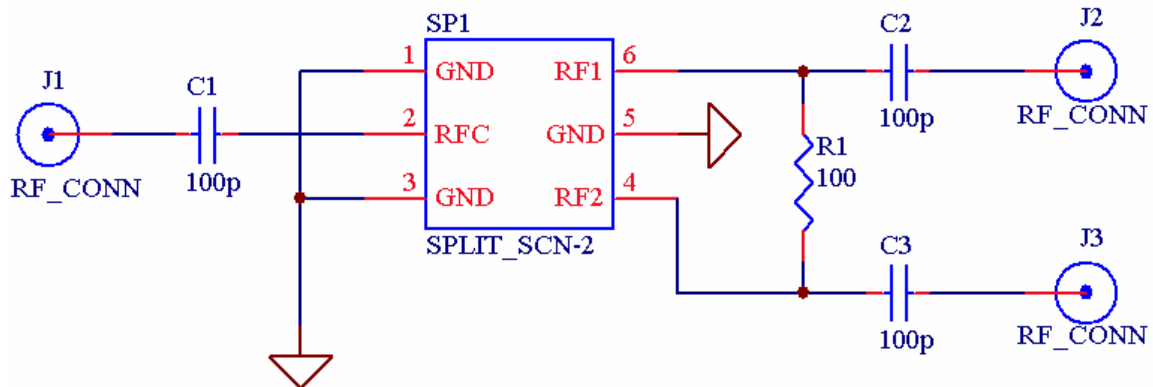 J1
RF_CONN
C1
100p
SP1
1 GND
2 RFC
3 GND
6 RF1
5 GND
4 RF2
SPLIT_SCN-2
R1
100
C2
100p
J2
RF_CONN
C3
100p
J3
RF_CONN